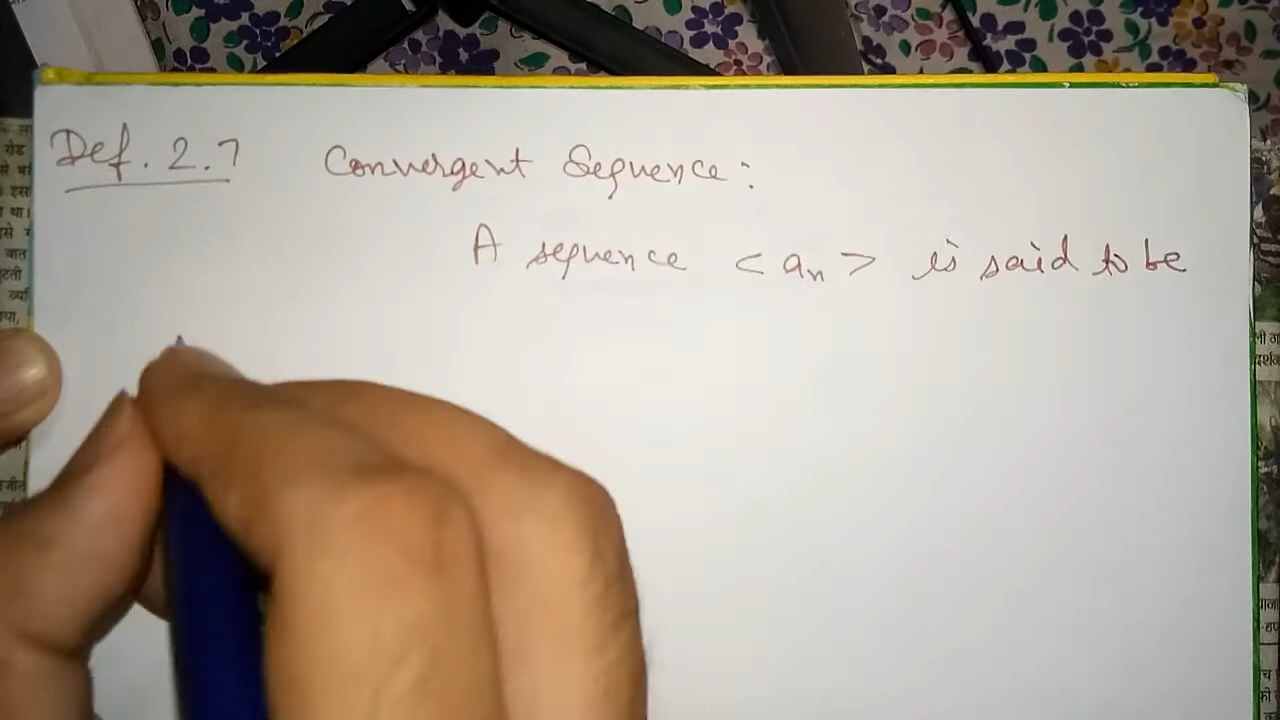 Def. 2.7 Convergent Sequence:
A sequence < aₙ > is said to be